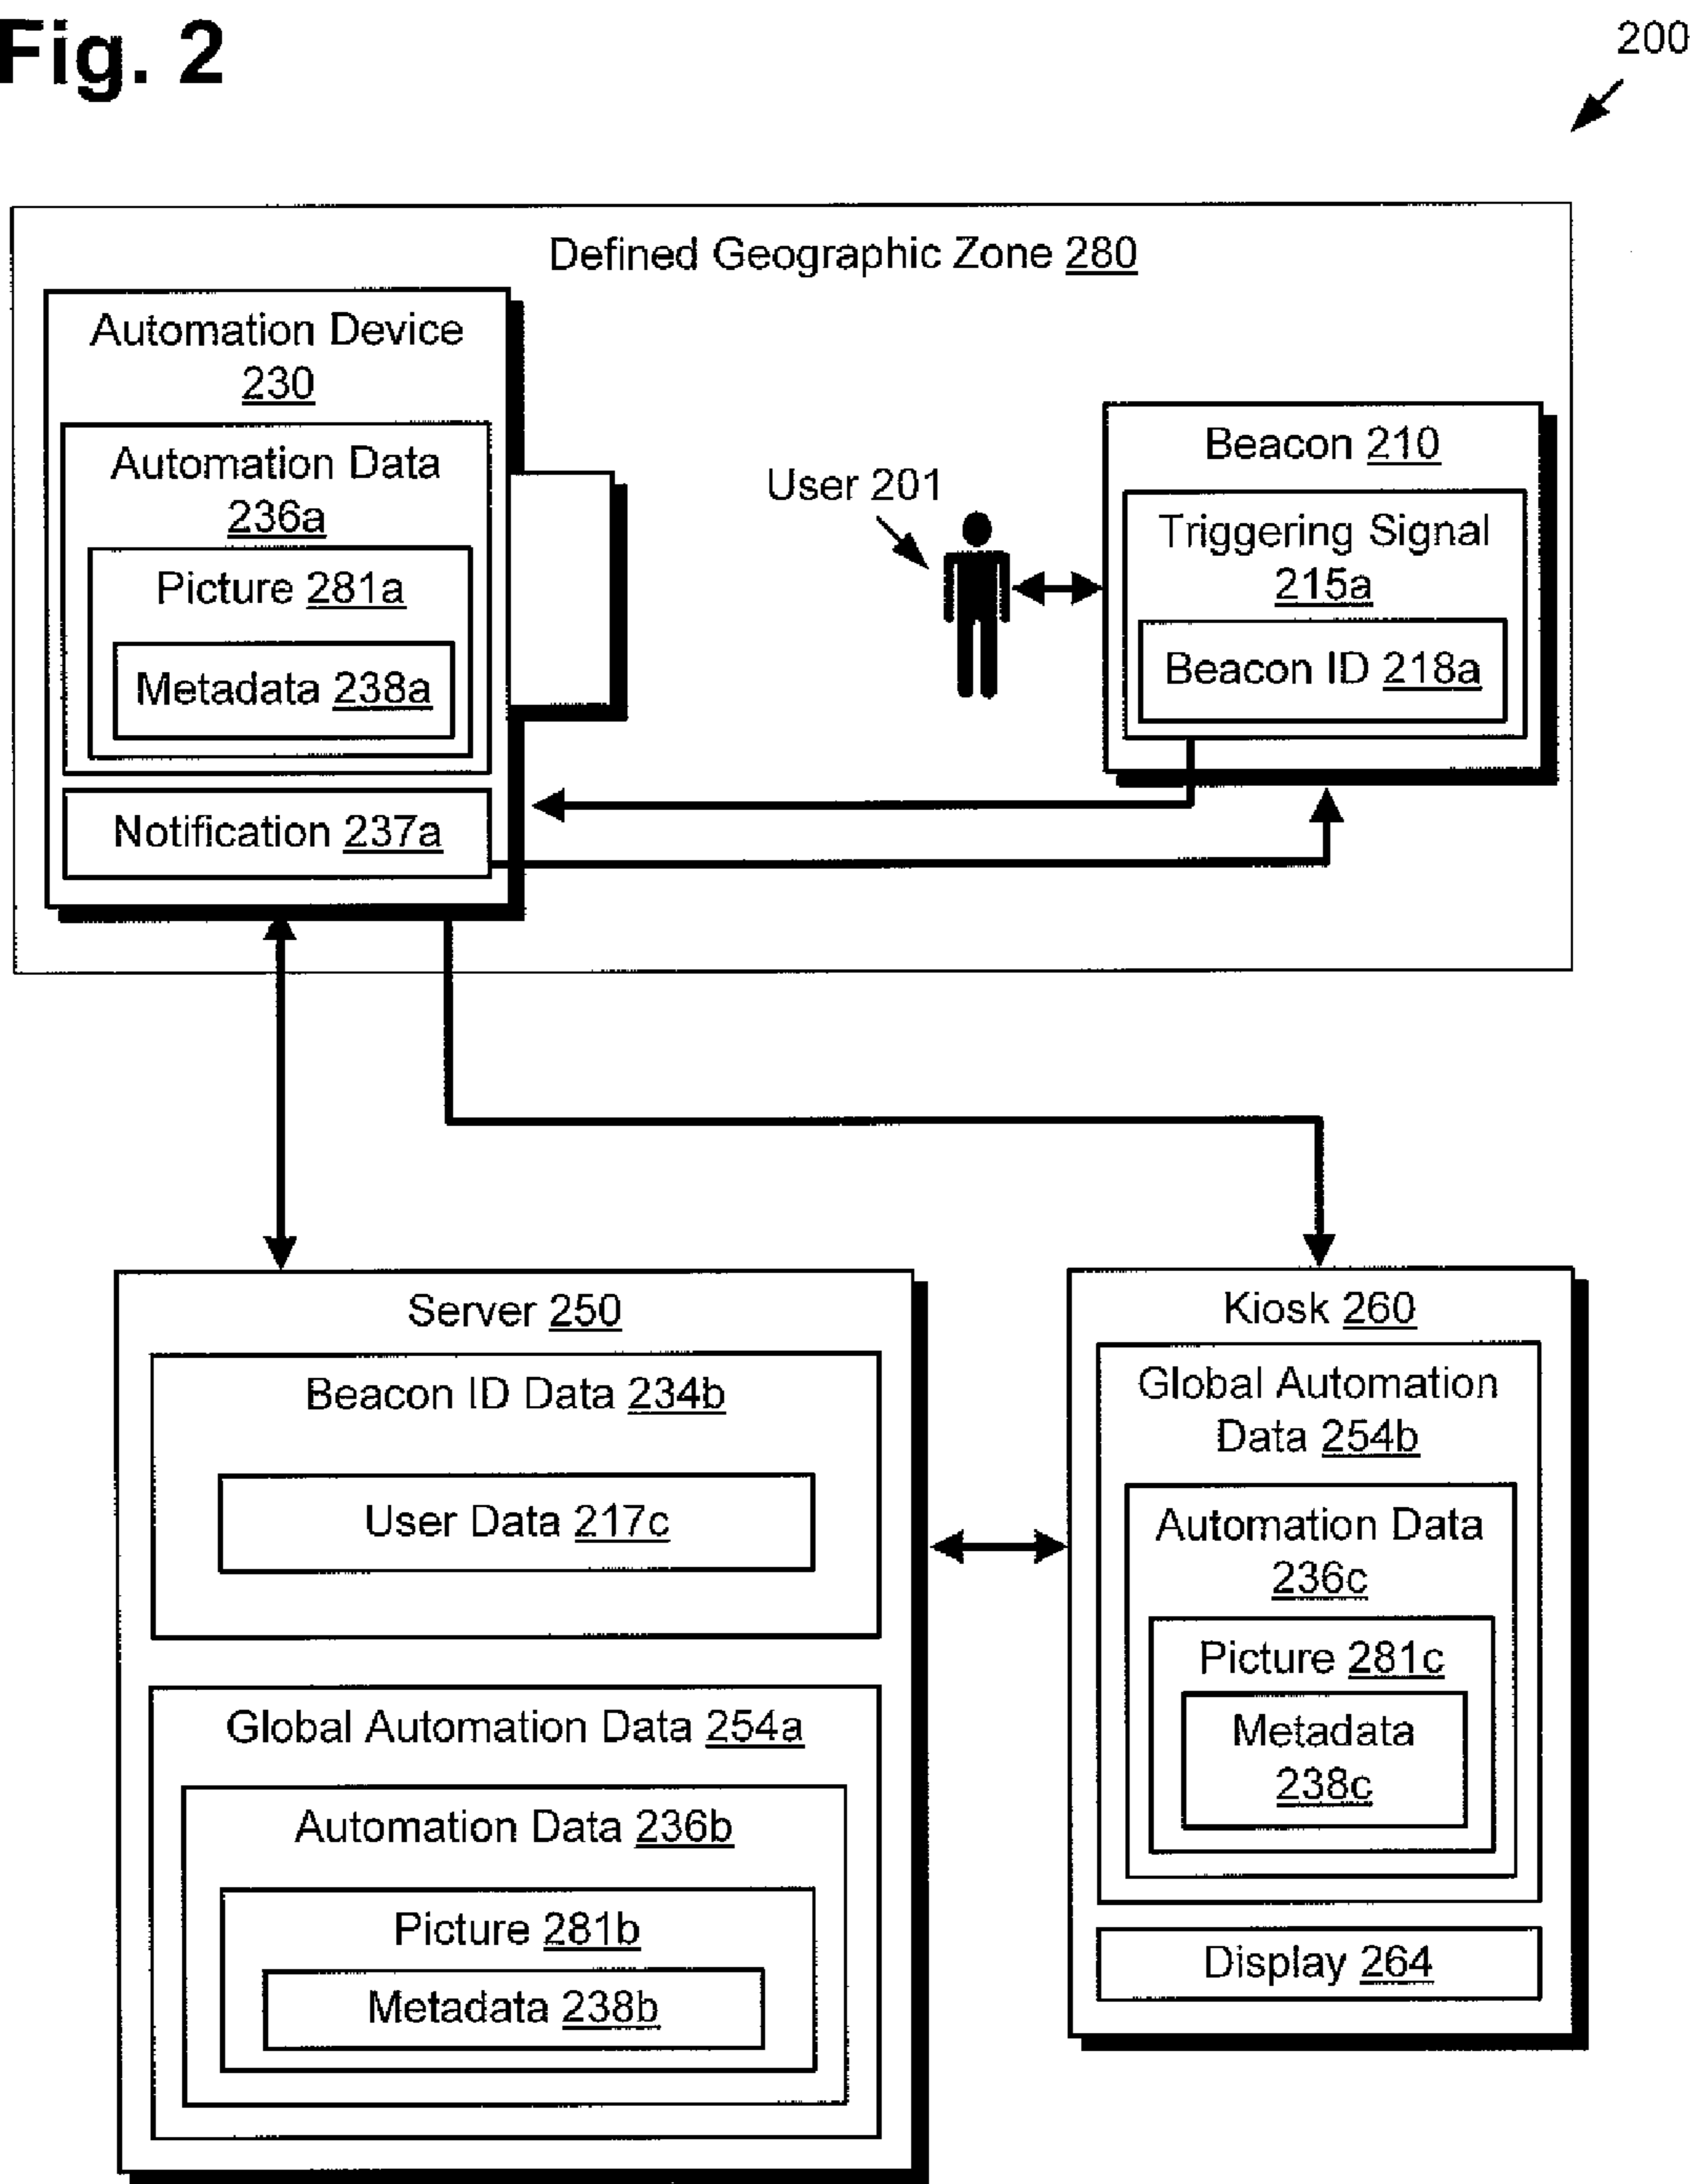 Fig. 2
200
Defined Geographic Zone 280
Automation Device
230
Automation Data
236a
Picture 281a
Metadata 238a
Notification 237a
User 201
Beacon 210
Triggering Signal
215a
Beacon ID 218a
Server 250
Beacon ID Data 234b
User Data 217c
Global Automation Data 254a
Automation Data 236b
Picture 281b
Metadata 238b
Kiosk 260
Global Automation
Data 254b
Automation Data
236c
Picture 281c
Metadata
238c
Display 264